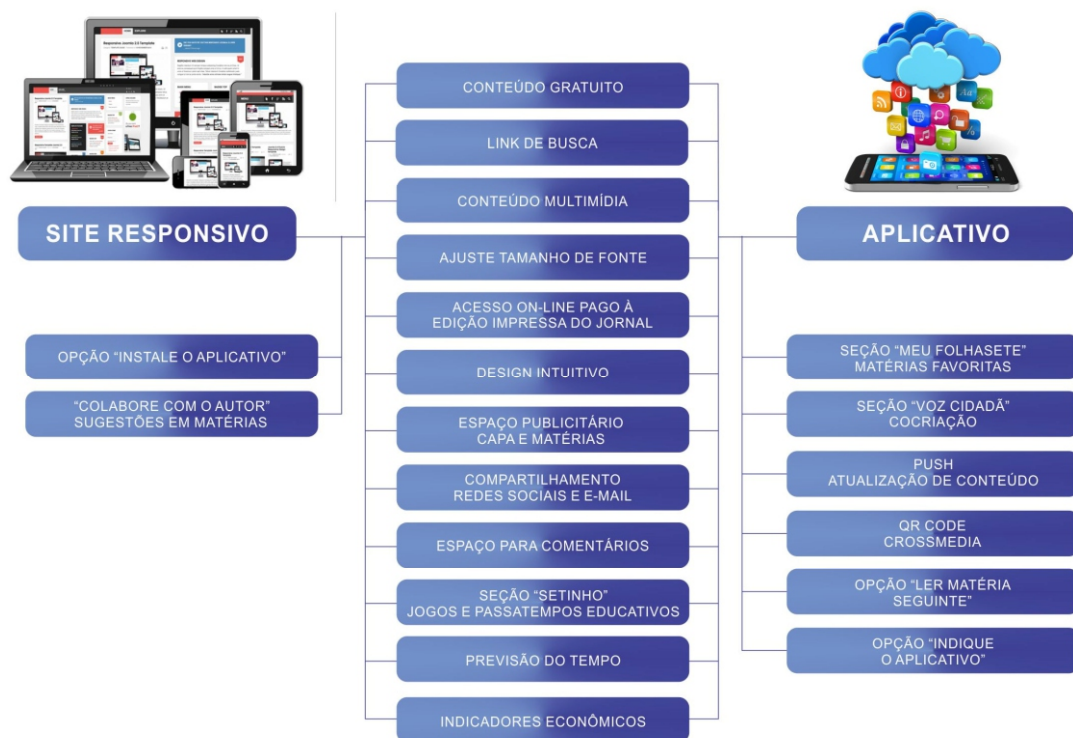 SITE RESPONSIVO
OPÇÃO “INSTALE O APLICATIVO”
“COLABORE COM O AUTOR”
SUGESTÕES EM MATÉRIAS
CONTEÚDO GRATUITO
LINK DE BUSCA
CONTEÚDO MULTIMÍDIA
AJUSTE TAMANHO DE FONTE
ACESSO ON-LINE PAGO À
EDIÇÃO IMPRESSA DO JORNAL
DESIGN INTUITIVO
ESPAÇO PUBLICITÁRIO
CAPA E MATÉRIAS
COMPARTILHAMENTO
REDES SOCIAIS E E-MAIL
ESPAÇO PARA COMENTÁRIOS
SEÇÃO “SETINHO”
JOGOS E PASSATEMPOS EDUCATIVOS
PREVISÃO DO TEMPO
INDICADORES ECONÔMICOS
APLICATIVO
SEÇÃO “MEU FOLHASETE”
MATÉRIAS FAVORITAS
SEÇÃO “VOZ CIDADÃ”
COCRIAÇÃO
PUSH
ATUALIZAÇÃO DE CONTEÚDO
QR CODE
CROSSMEDIA
OPÇÃO “LER MATÉRIA
SEGUINTE”
OPÇÃO “INDIQUE
O APLICATIVO”